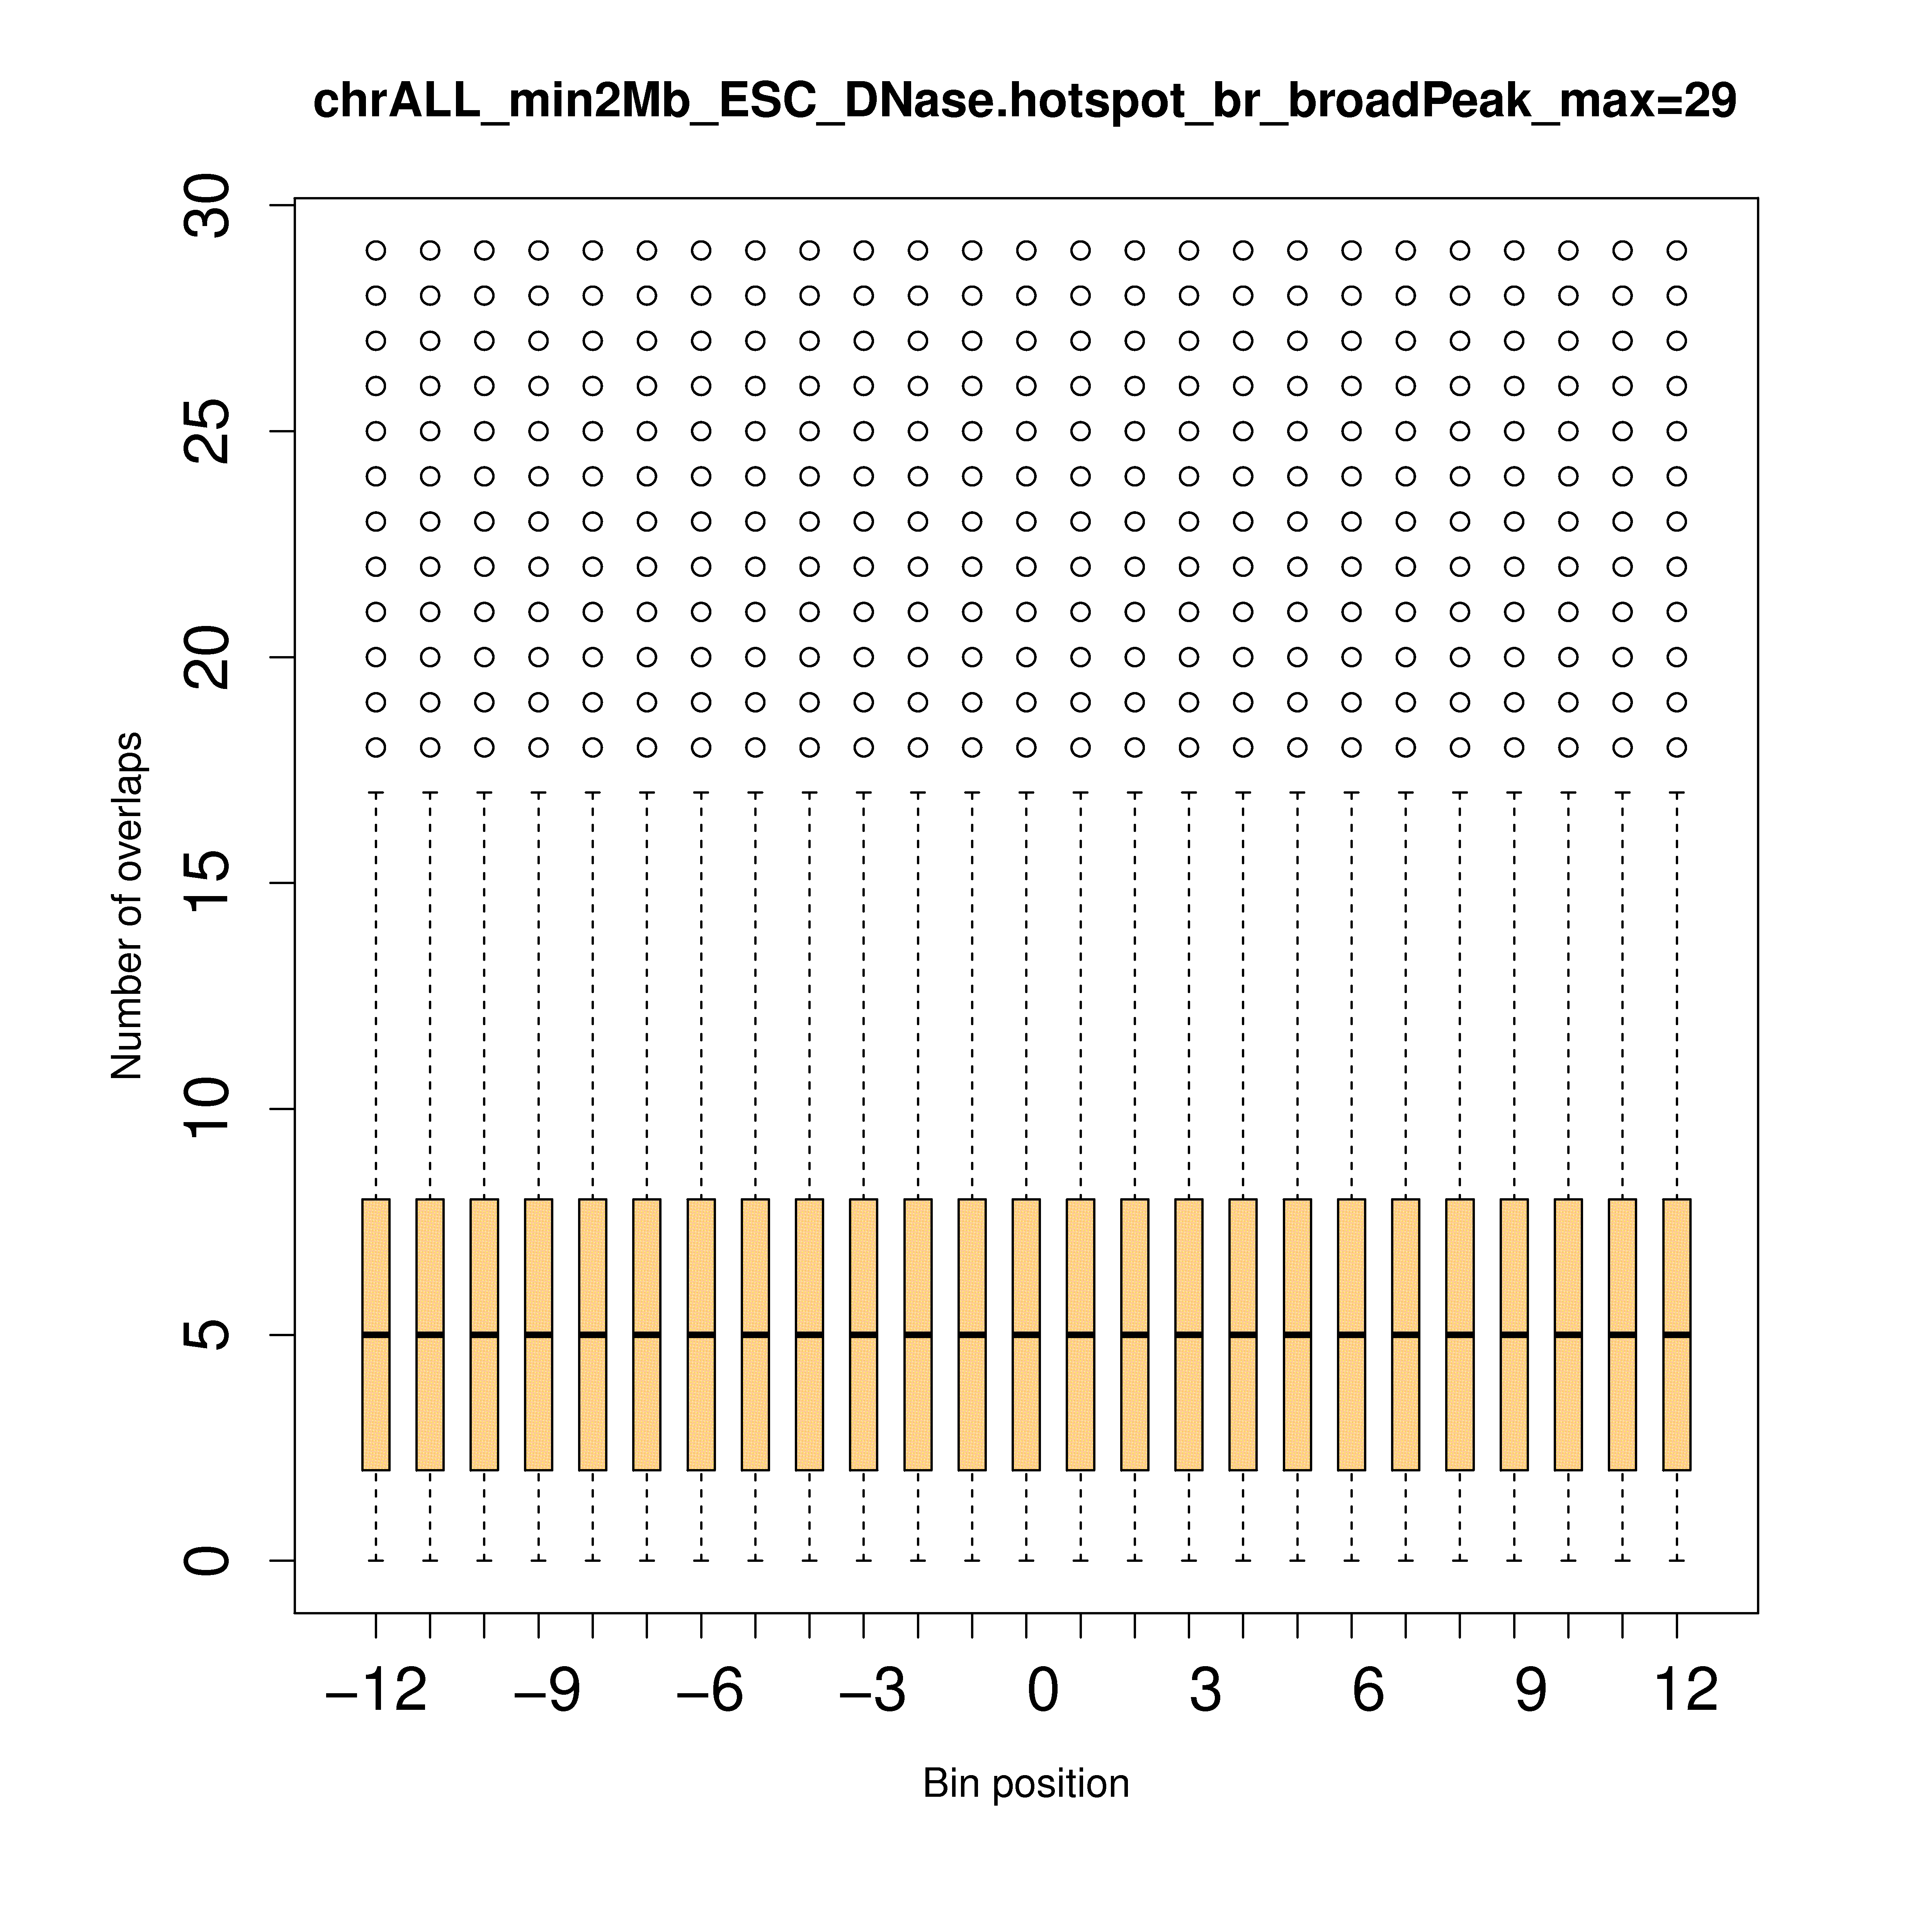 chrALL_min2Mb_ESC_DNase.hotspot_br_broadPeak_max=29
30
25
20
15
10
5
0
Number of overlaps
−12 −9 −6 −3 0 3 6 9 12
Bin position